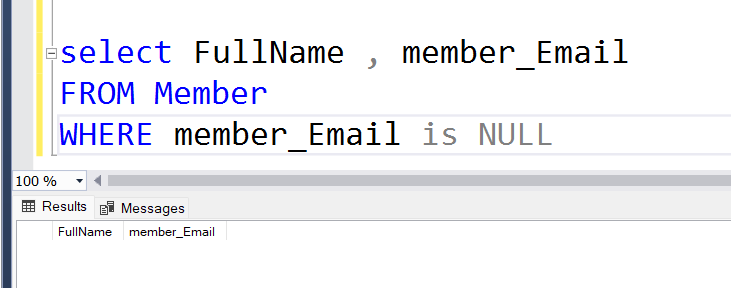 select FullName , member_Email
FROM Member
WHERE member_Email is NULL
100 %
Results Messages
FullName member_Email